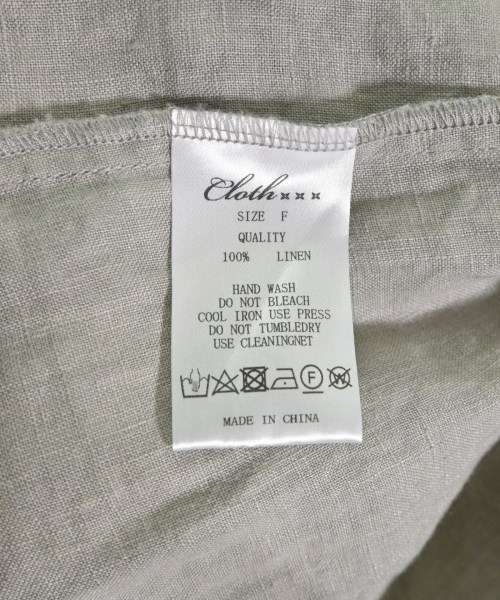 Cloth×××
SIZE F
QUALITY
100% LINEN
HAND WASH
DO NOT BLEACH
COOL IRON USE PRESS
DO NOT TUMBLEDRY
USE CLEANINGNET
F W
MADE IN CHINA